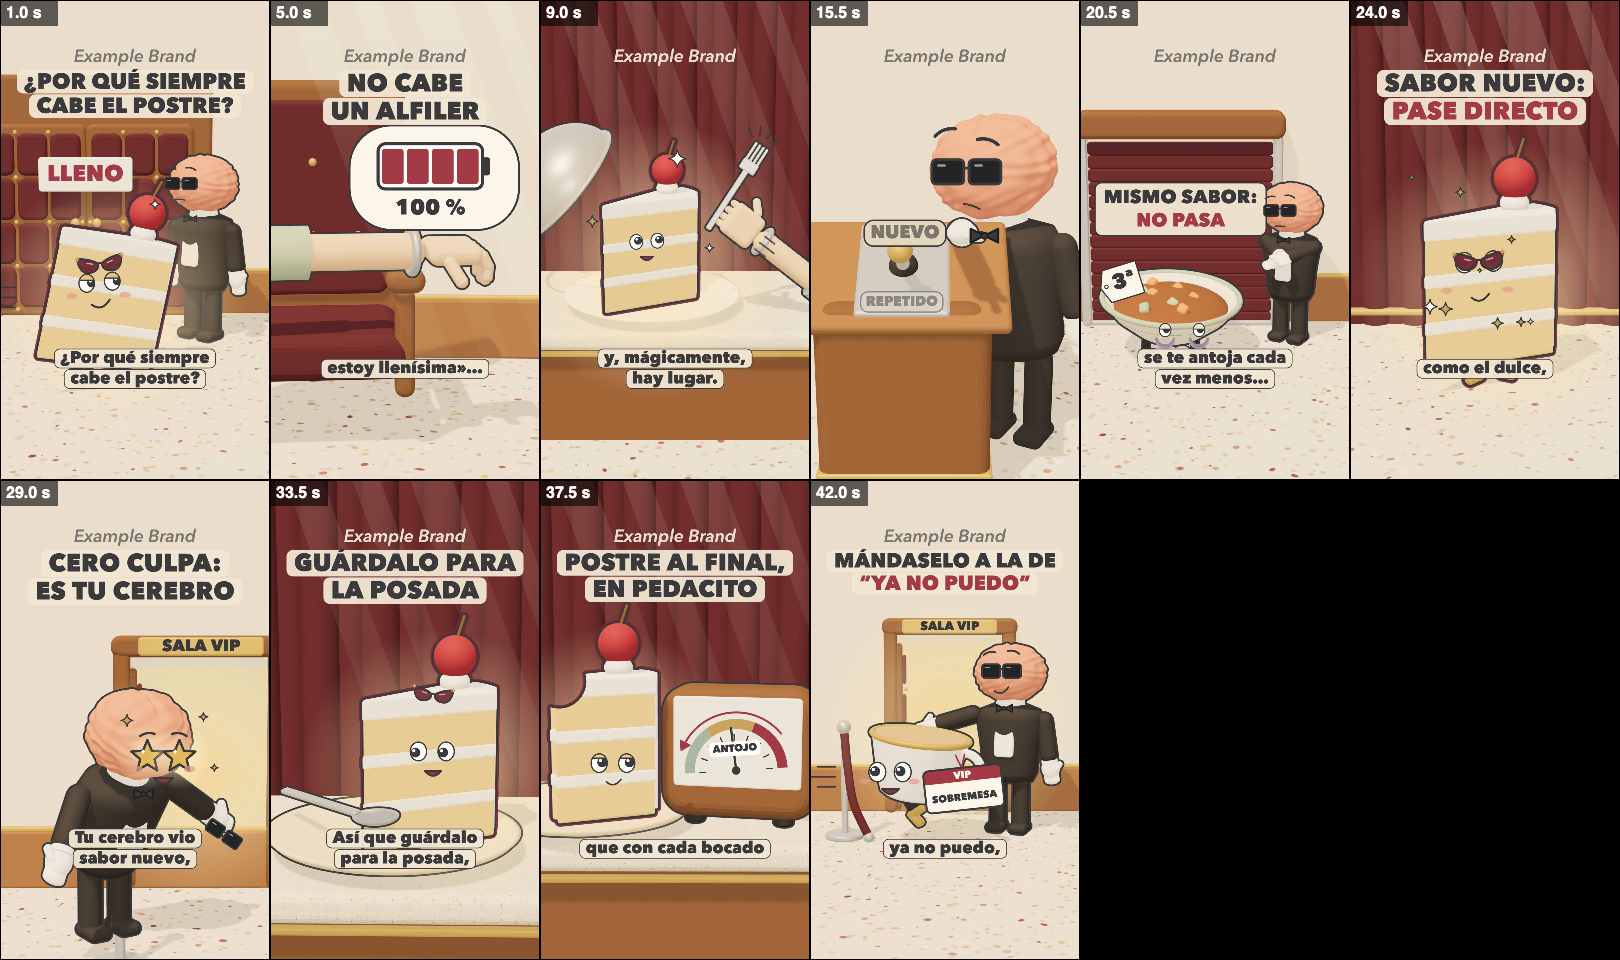 1.0 s
Example Brand
¿POR QUÉ SIEMPRE
CABE EL POSTRE?
LLENO
¿Por qué siempre
cabe el postre?
5.0 s
Example Brand
NO CABE
UN ALFILER
100 %
estoy llenísima»...
9.0 s
Example Brand
y, mágicamente,
hay lugar.
15.5 s
Example Brand
NUEVO
REPETIDO
20.5 s
Example Brand
MISMO SABOR:
NO PASA
3ª
se te antoja cada
vez menos...
24.0 s
Example Brand
SABOR NUEVO:
PASE DIRECTO
como el dulce,
29.0 s
Example Brand
CERO CULPA:
ES TU CEREBRO
SALA VIP
Tu cerebro vio
sabor nuevo,
33.5 s
Example Brand
GUÁRDALO PARA
LA POSADA
Así que guárdalo
para la posada,
37.5 s
Example Brand
POSTRE AL FINAL,
EN PEDACITO
ANTOJO
que con cada bocado
42.0 s
Example Brand
MÁNDASELO A LA DE
“YA NO PUEDO”
SALA VIP
VIP
SOBREMESA
ya no puedo,